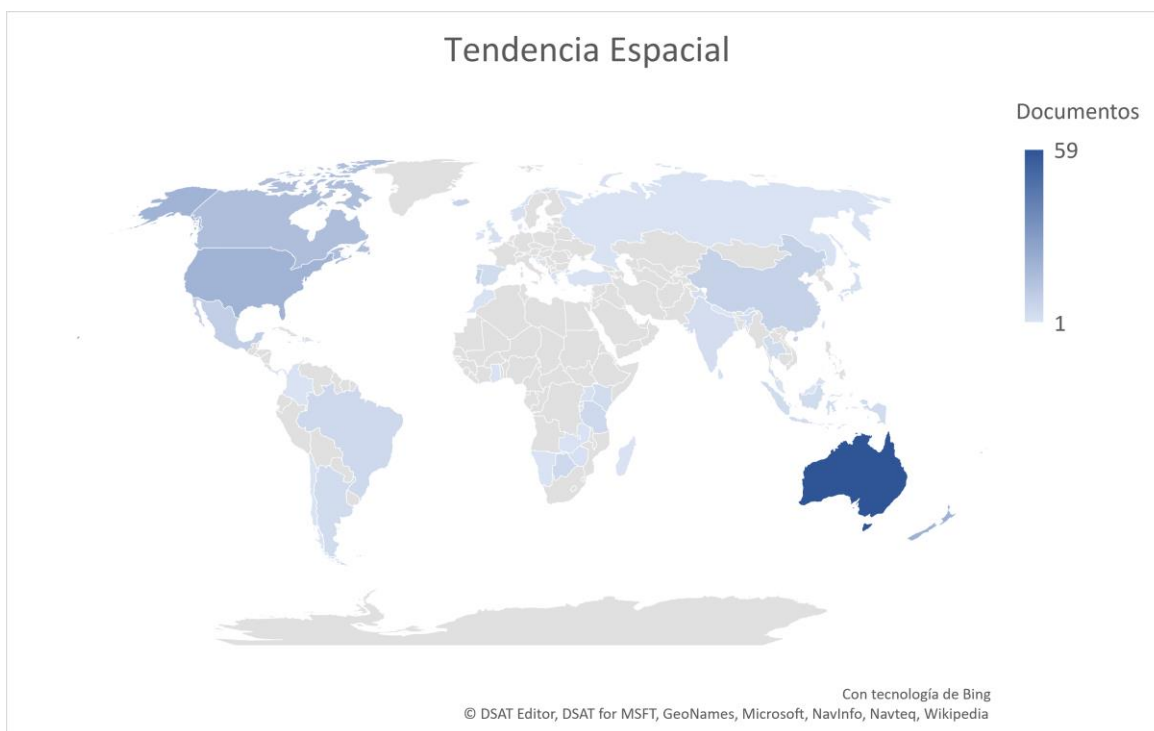 Tendencia Espacial
Documentos
59
1
Con tecnología de Bing
© DSAT Editor, DSAT for MSFT, GeoNames, Microsoft, NavInfo, Navteq, Wikipedia